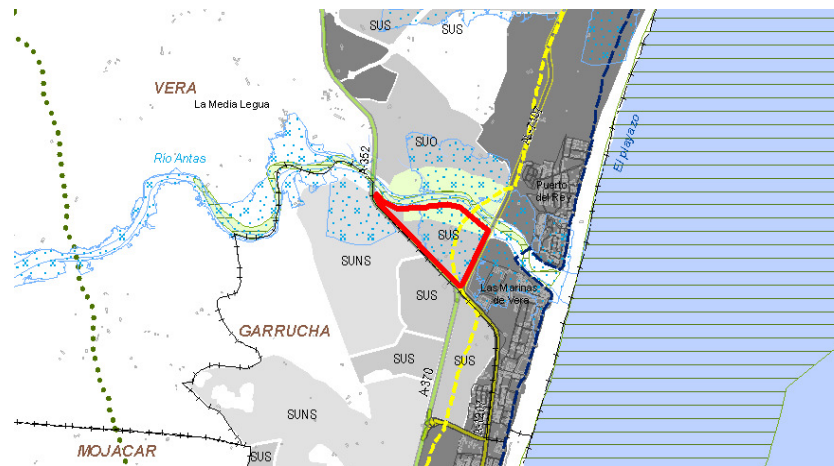 SUS
SUS
VERA
La Media Legua
SUO
Río Antas
A-352
El playazo
Puerto
del Rey
SUS
SUNS
Las Marinas
de Vera
SUS
GARRUCHA
SUS
SUS
A-370
SUNS
MOJACAR
SUS